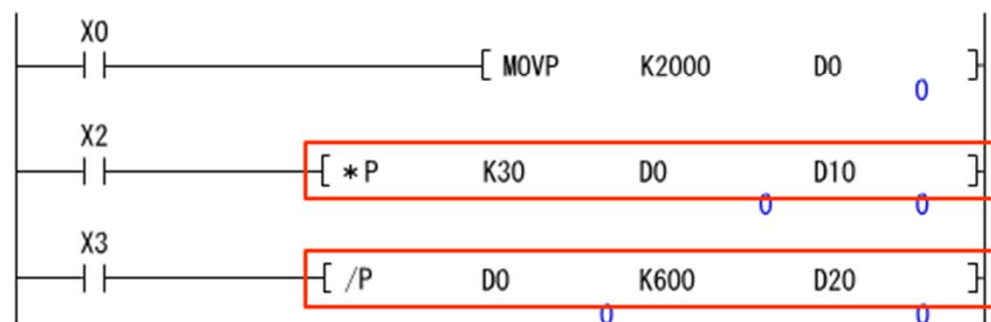 X0
[ MOVP K2000 D0 ]
0
X2
[ *P K30 D0 D10 ]
0 0
X3
[ /P D0 K600 D20 ]
0 0